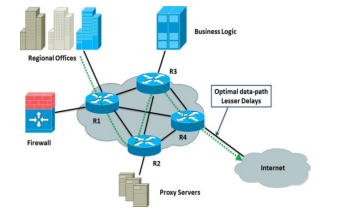 Business Logic
Regional Offices
R3
Optimal data-path
Lesser Delays
R1
R4
Firewall
R2
Internet
Proxy Servers